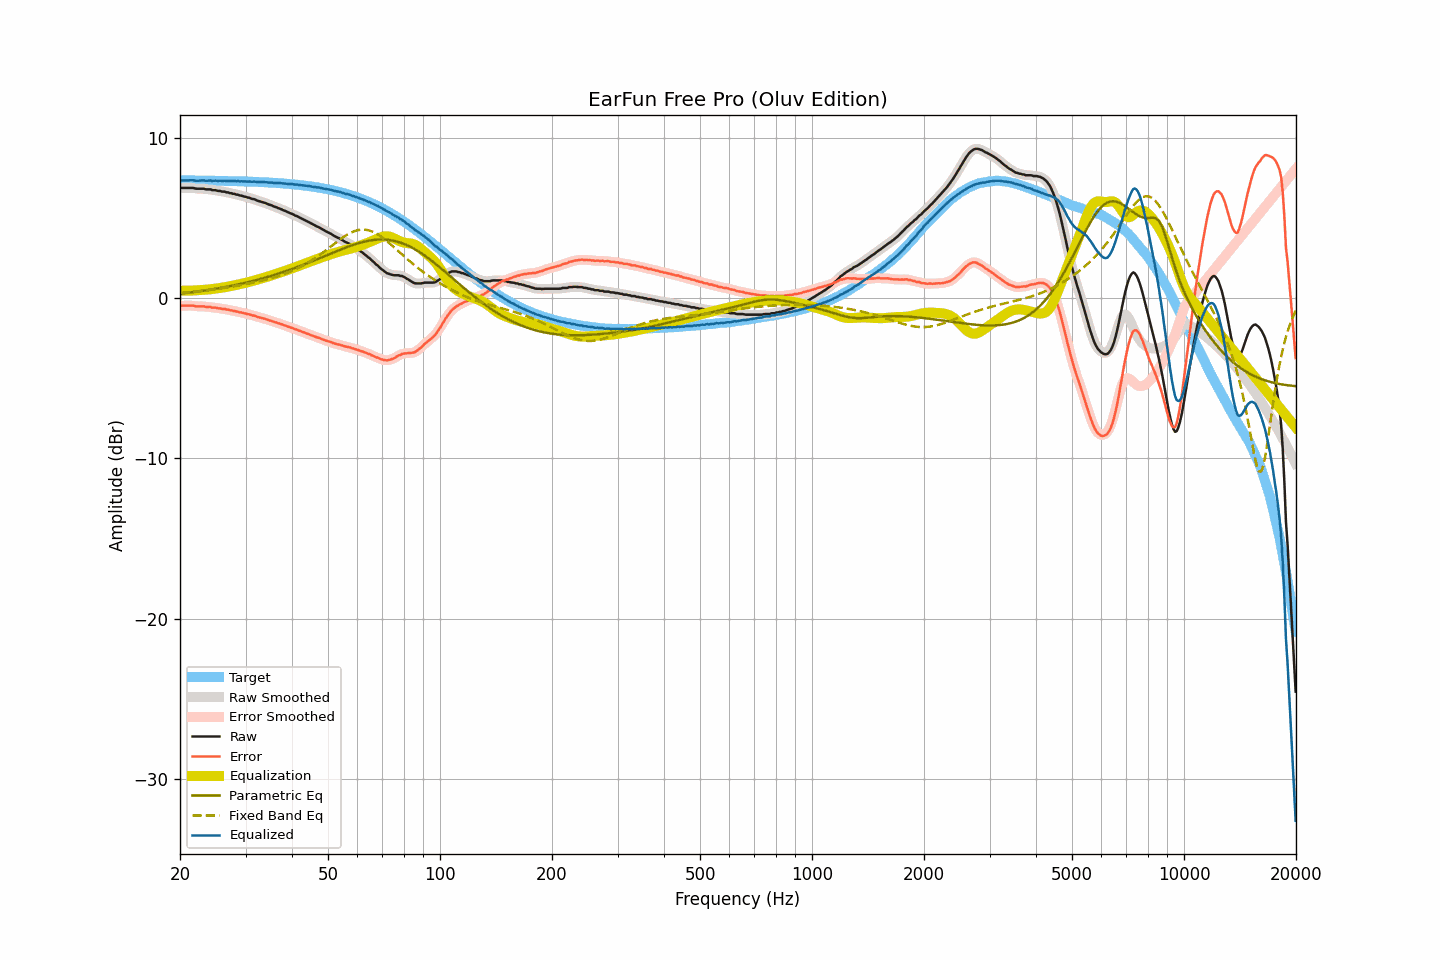 EarFun Free Pro (Oluv Edition)
10
0
−10
−20
−30
Amplitude (dBr)
Target
Raw Smoothed
Error Smoothed
Raw
Error
Equalization
Parametric Eq
Fixed Band Eq
Equalized
20 50 100 200 500 1000 2000 5000 10000 20000
Frequency (Hz)